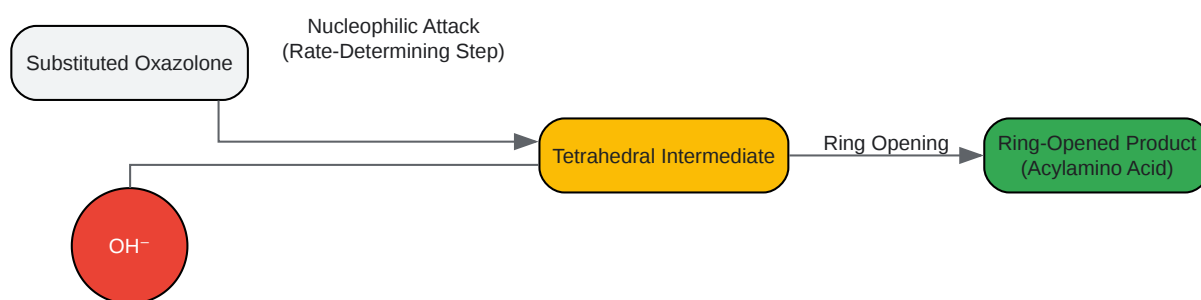 Nucleophilic Attack
(Rate-Determining Step)
Substituted Oxazolone
Tetrahedral Intermediate
Ring Opening
Ring-Opened Product
(Acylamino Acid)
OH⁻